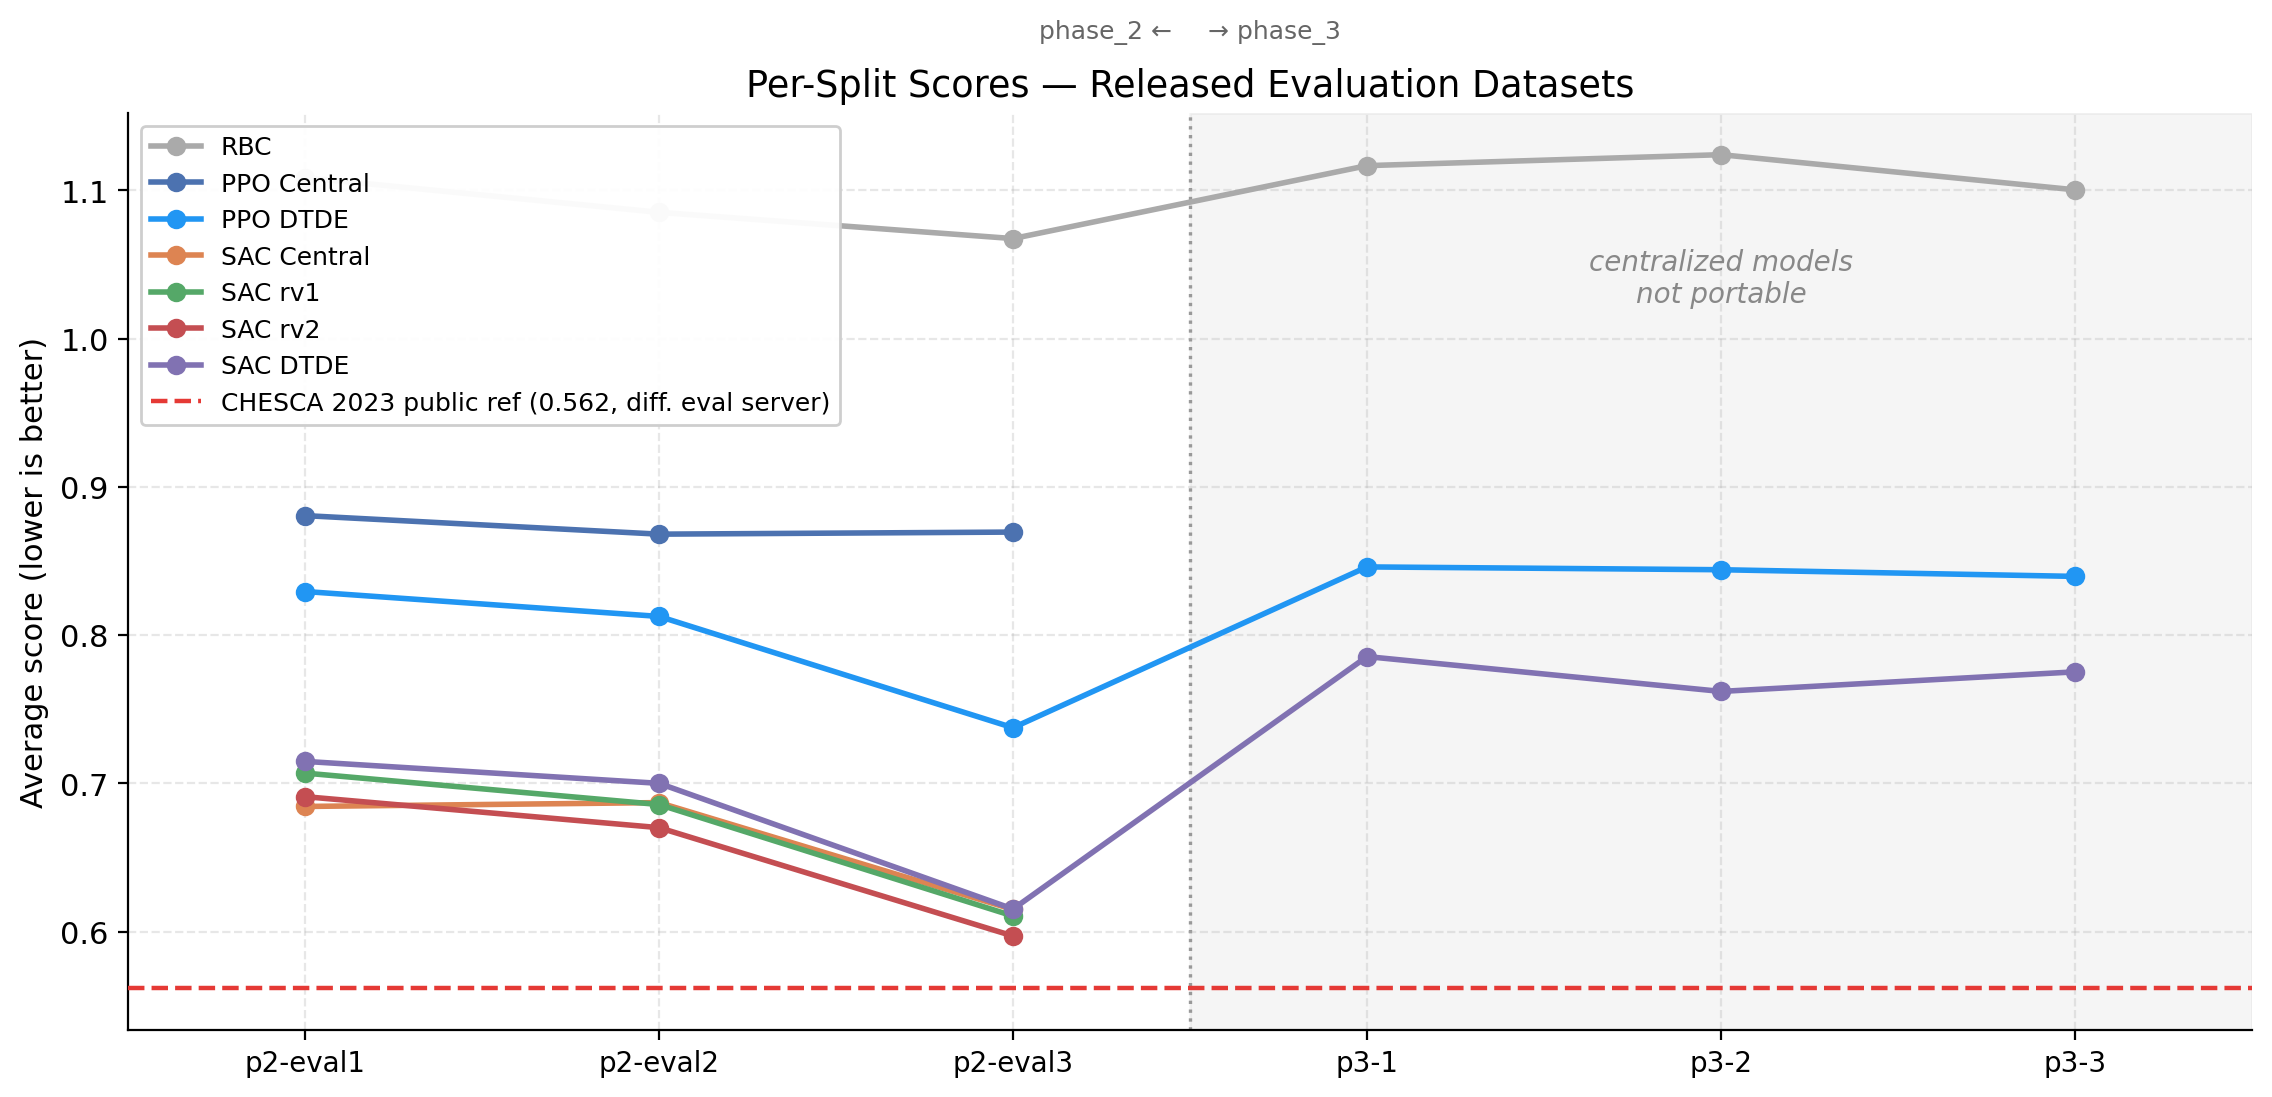 phase_2 ← → phase_3
Per-Split Scores — Released Evaluation Datasets
RBC
PPO Central
PPO DTDE
SAC Central
SAC rv1
SAC rv2
SAC DTDE
CHESCA 2023 public ref (0.562, diff. eval server)
centralized models
not portable
Average score (lower is better)
1.1
1.0
0.9
0.8
0.7
0.6
p2-eval1 p2-eval2 p2-eval3 p3-1 p3-2 p3-3